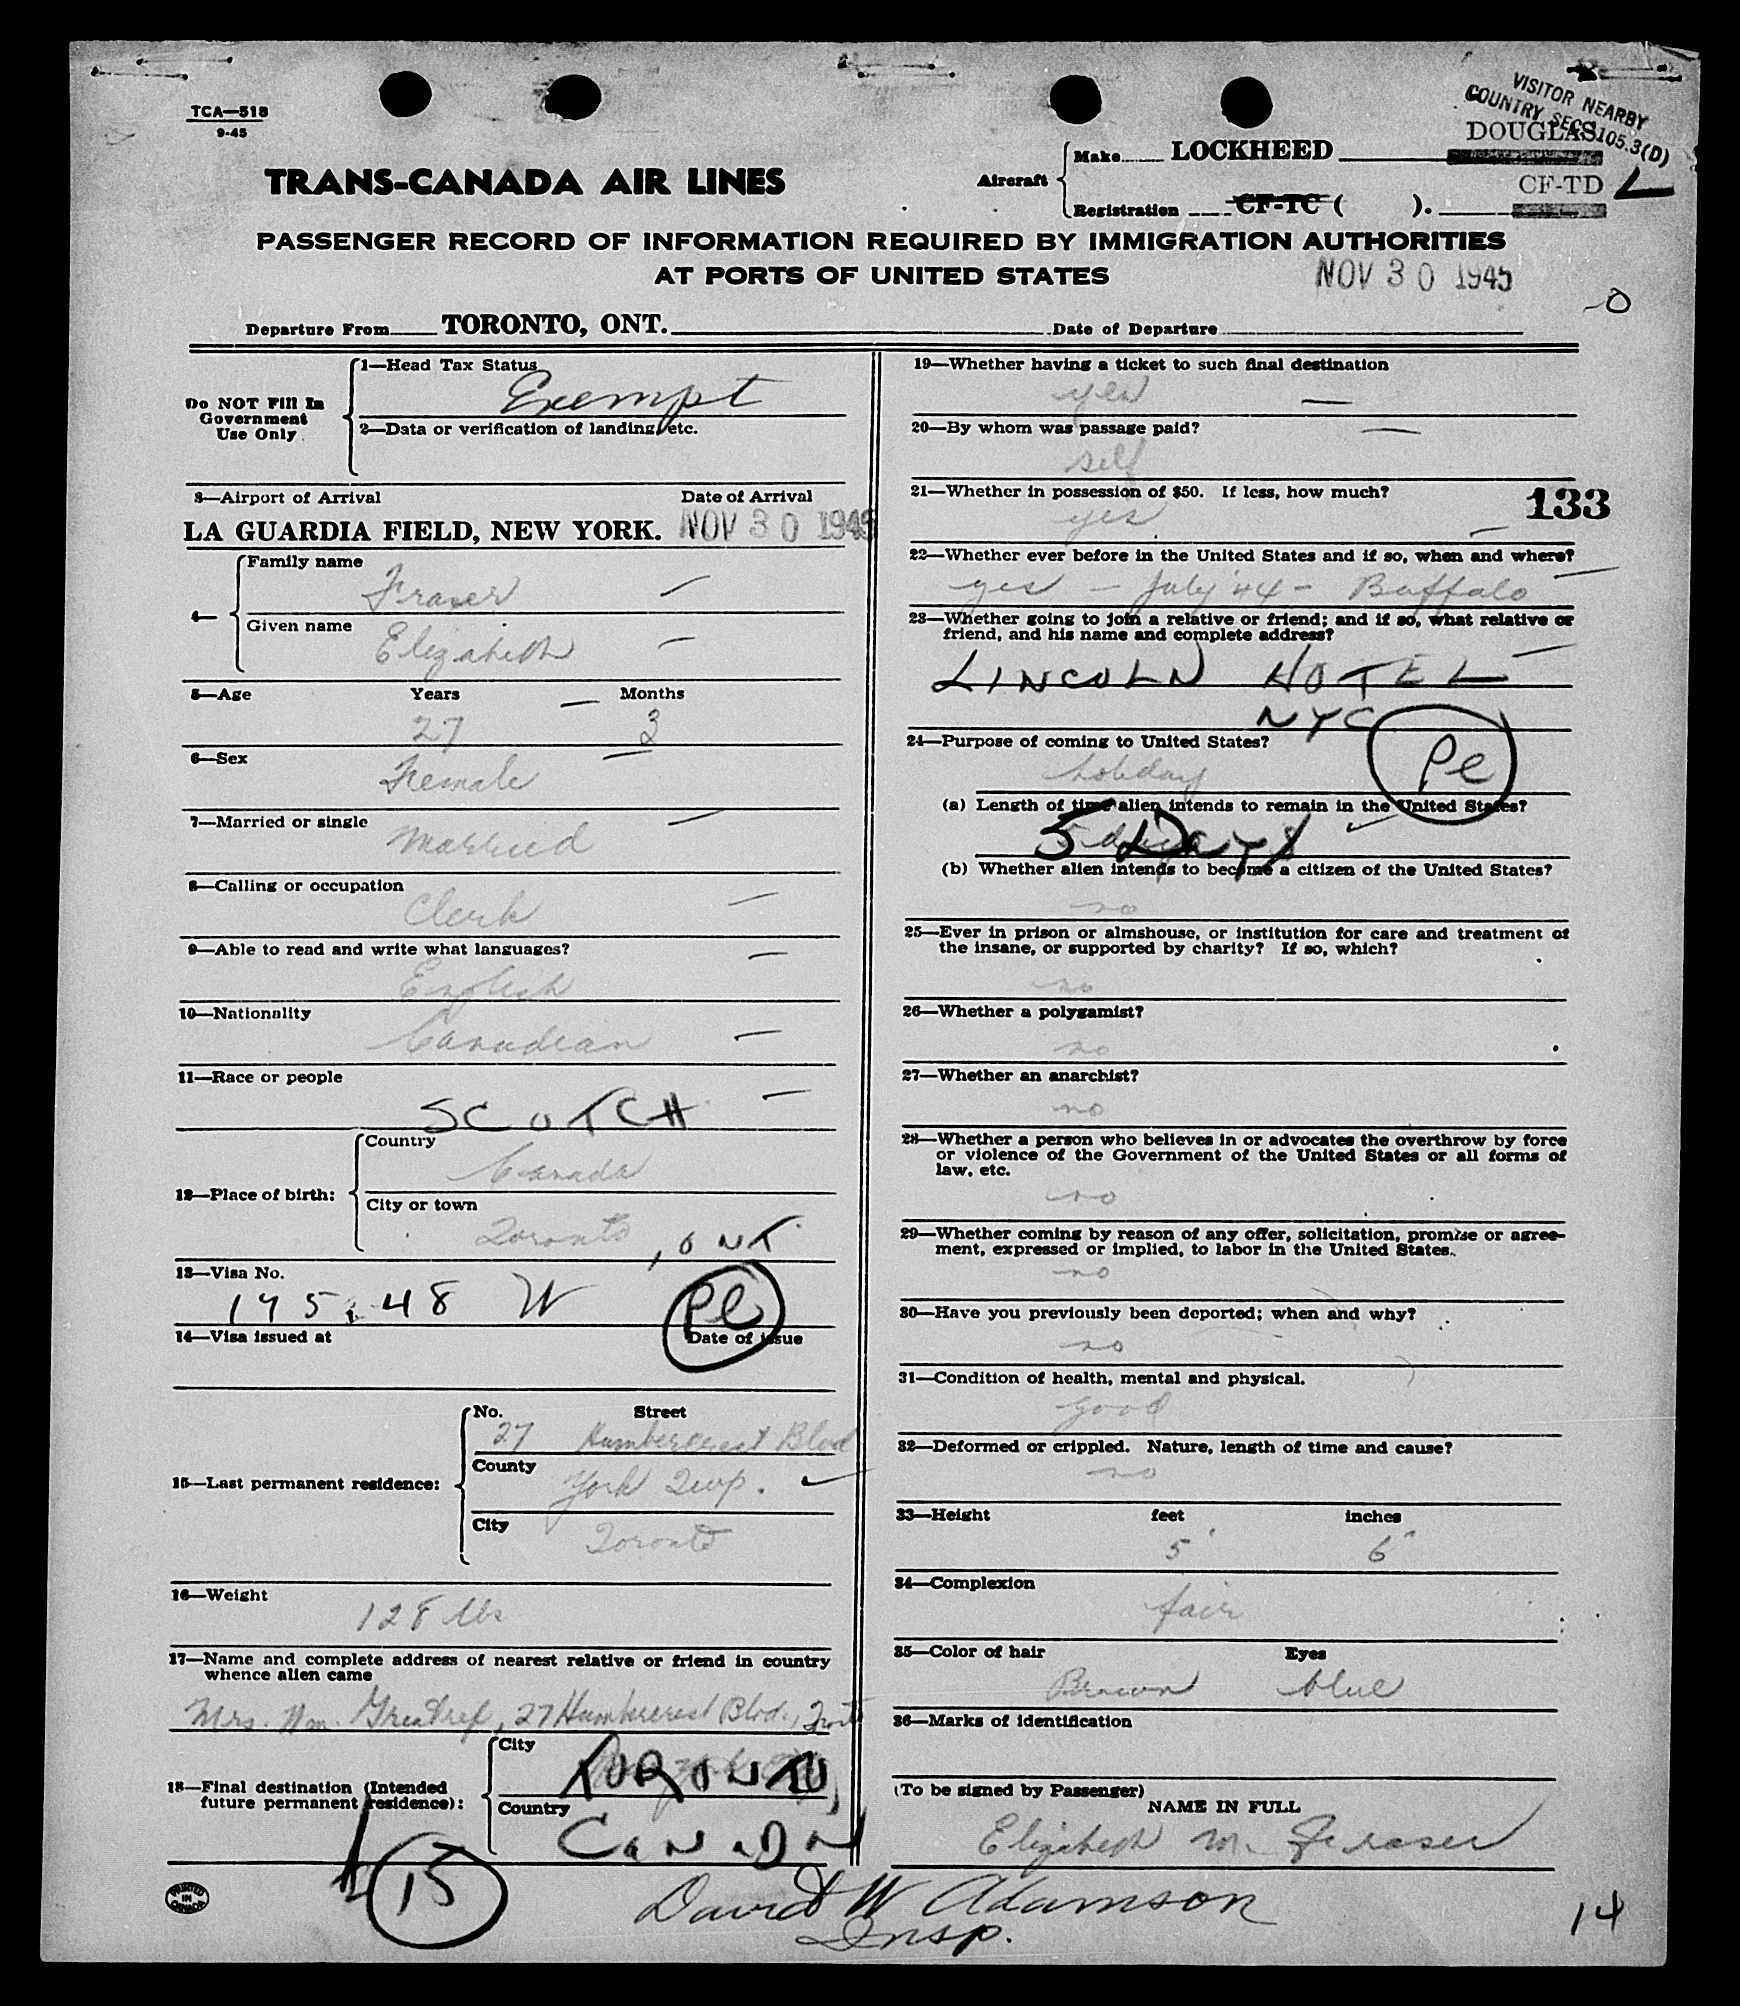 TCA—518
9-45
VISITOR NEARBY
COUNTRY SEC. 105.3(D)
DOUGLAS
Make LOCKHEED
TRANS-CANADA AIR LINES
Aircraft
CF-TD L
Registration CF-TC ( ).
PASSENGER RECORD OF INFORMATION REQUIRED BY IMMIGRATION AUTHORITIES
AT PORTS OF UNITED STATES
NOV 30 1945
Departure From TORONTO, ONT. Date of Departure
Do NOT Fill In
Government
Use Only
1—Head Tax Status
Exempt
2—Data or verification of landing, etc.
3—Airport of Arrival Date of Arrival
LA GUARDIA FIELD, NEW YORK. NOV 30 1945
4—
Family name
Fraser
Given name
Elizabeth
5—Age Years Months
27 3
6—Sex
Female
7—Married or single
Married
8—Calling or occupation
Clerk
9—Able to read and write what languages?
English
10—Nationality
Canadian
11—Race or people
SCOTCH
12—Place of birth:
Country
Canada
City or town
Toronto, ONT
13—Visa No.
48 W
Pe
14—Visa issued at Date of issue
15—Last permanent residence:
No. Street
27 Humbercrest Blvd
County
York Twp.
City
Toronto
16—Weight
128 lbs
17—Name and complete address of nearest relative or friend in country
whence alien came
Mrs. Wm. 27 Humbercrest Blvd.,
18—Final destination (Intended
future permanent residence):
City
TORONTO
Country
CANADA
15
PRINTED
IN
CANADA
19—Whether having a ticket to such final destination
yes
20—By whom was passage paid?
self
21—Whether in possession of $50. If less, how much?
yes
133
22—Whether ever before in the United States and if so, when and where?
yes – July '44 – Buffalo
23—Whether going to join a relative or friend; and if so, what relative or
friend, and his name and complete address?
LINCOLN HOTEL
NYC
24—Purpose of coming to United States?
holiday
Pe
(a) Length of time alien intends to remain in the United States?
5 Days
(b) Whether alien intends to become a citizen of the United States?
no
25—Ever in prison or almshouse, or institution for care and treatment of
the insane, or supported by charity? If so, which?
no
26—Whether a polygamist?
no
27—Whether an anarchist?
no
28—Whether a person who believes in or advocates the overthrow by force
or violence of the Government of the United States or all forms of
law, etc.
no
29—Whether coming by reason of any offer, solicitation, promise or agree-
ment, expressed or implied, to labor in the United States.
no
30—Have you previously been deported; when and why?
no
31—Condition of health, mental and physical.
good
32—Deformed or crippled. Nature, length of time and cause?
no
33—Height feet inches
5' 6"
34—Complexion
fair
35—Color of hair Eyes
Brown blue
36—Marks of identification
(To be signed by Passenger)
NAME IN FULL
Elizabeth M. Fraser
David W Adamson
Insp.
14